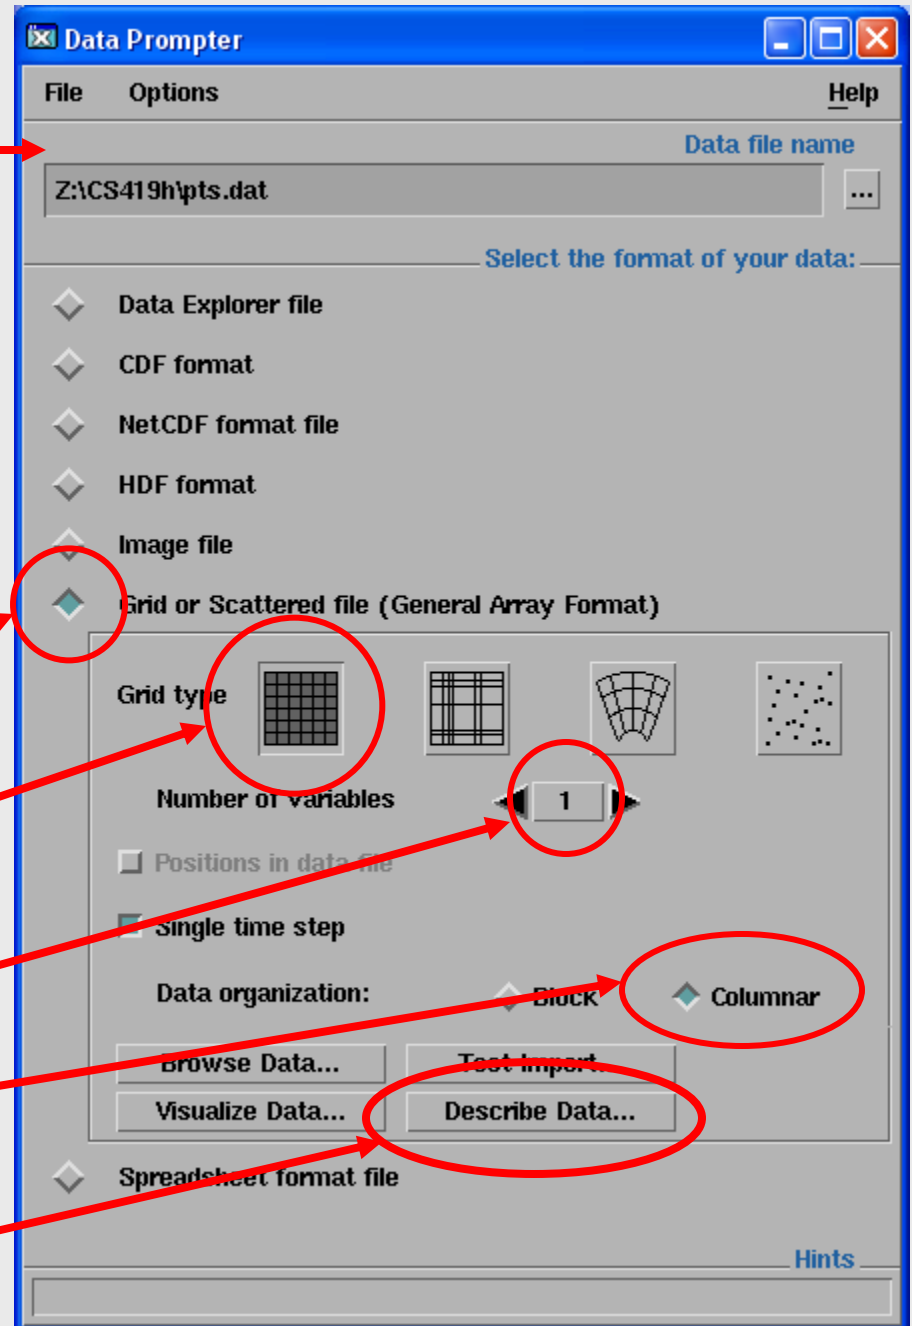 Data Prompter
File Options Help
Data file name
Z:\CS419h\pts.dat ...
Select the format of your data:
Data Explorer file
CDF format
NetCDF format file
HDF format
Image file
Grid or Scattered file (General Array Format)
Grid type
Number of variables 1
Positions in data file
Single time step
Data organization: Block Columnar
Browse Data... Test Import...
Visualize Data... Describe Data...
Spreadsheet format file
Hints